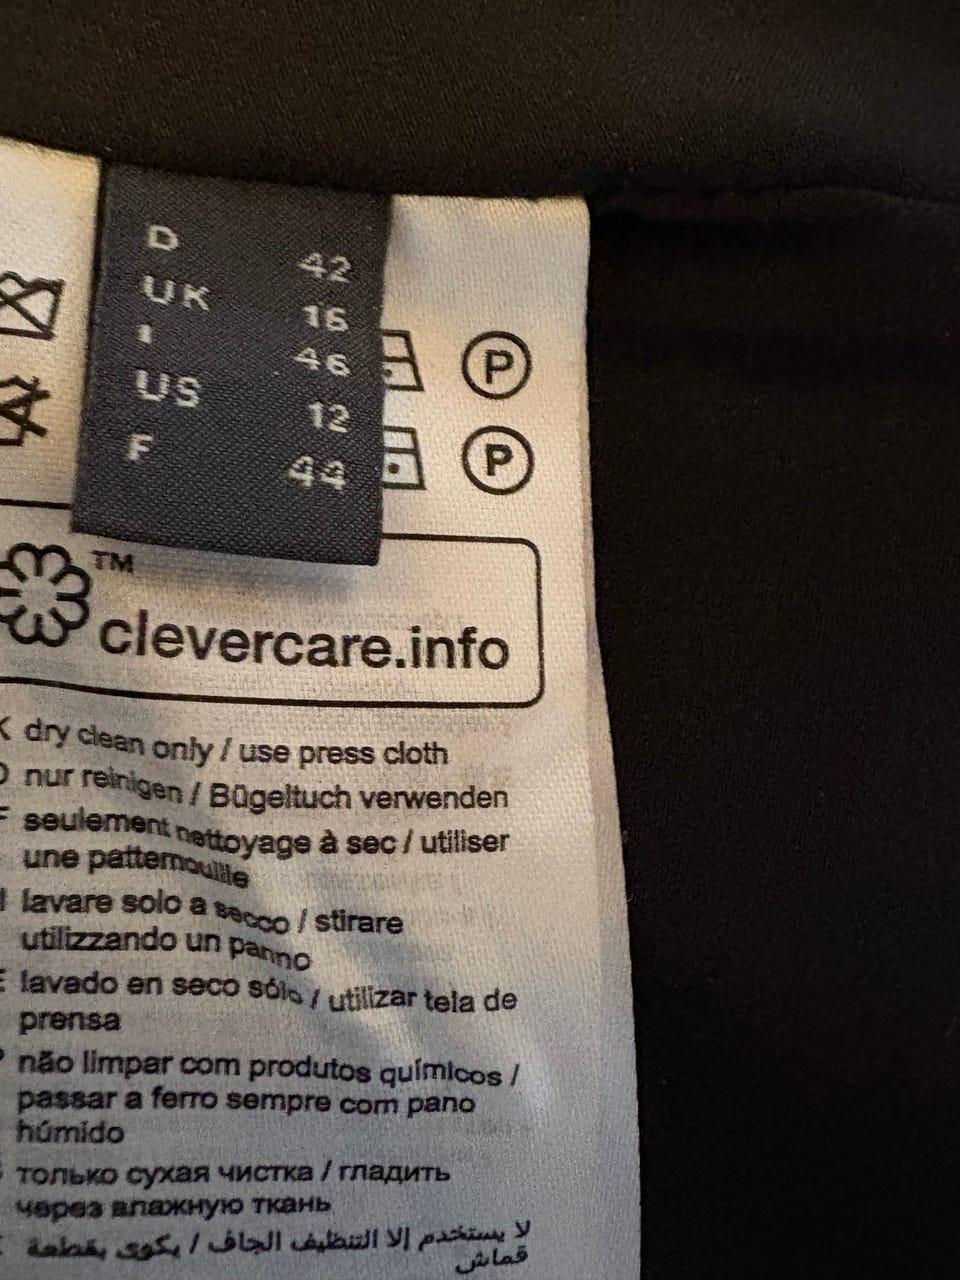 D 42
UK 16
I 46
US 12
F 44
P
P
TM
clevercare.info
K dry clean only / use press cloth
D nur reinigen / Bügeltuch verwenden
F seulement nettoyage à sec / utiliser
une pattemouille
I lavare solo a secco / stirare
utilizzando un panno
E lavado en seco sólo / utilizar tela de
prensa
P não limpar com produtos químicos /
passar a ferro sempre com pano
húmido
только сухая чистка / гладить
через влажную ткань
لا يستخدم إلا التنظيف الجاف / يكوى بقطعة
قماش